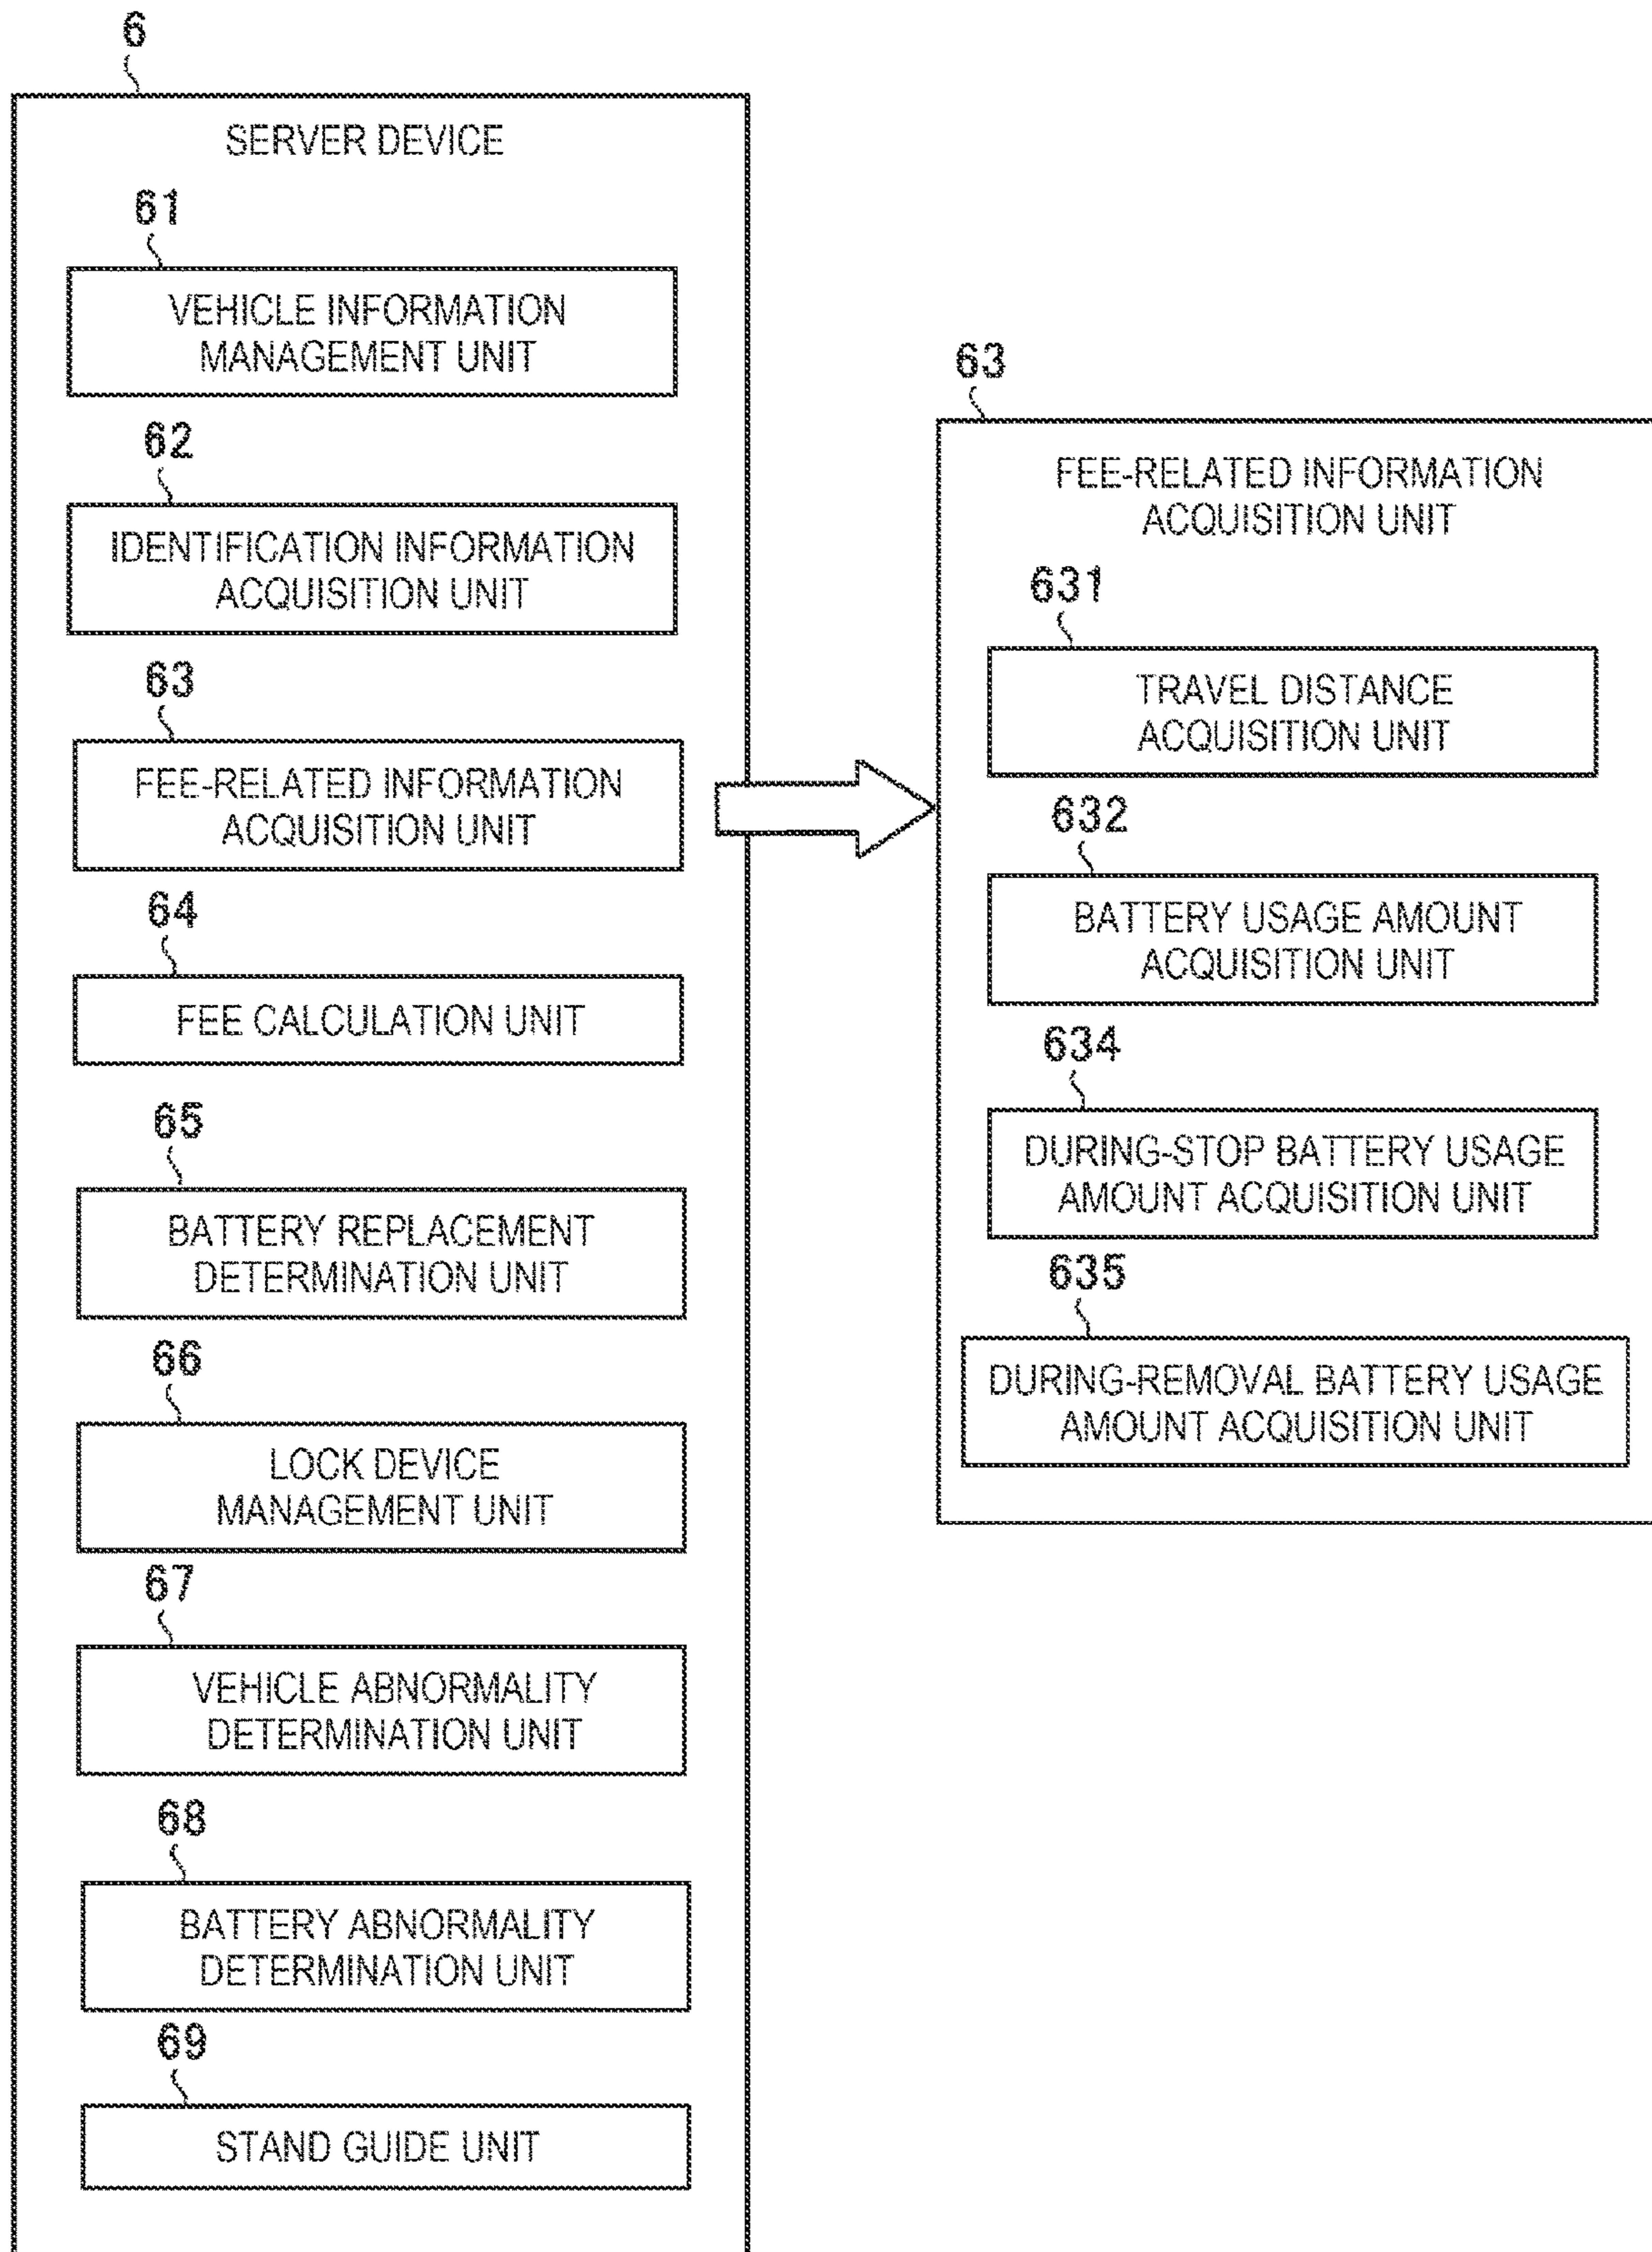 6
SERVER DEVICE
61
VEHICLE INFORMATION
MANAGEMENT UNIT
62
IDENTIFICATION INFORMATION
ACQUISITION UNIT
63
FEE-RELATED INFORMATION
ACQUISITION UNIT
64
FEE CALCULATION UNIT
65
BATTERY REPLACEMENT
DETERMINATION UNIT
66
LOCK DEVICE
MANAGEMENT UNIT
67
VEHICLE ABNORMALITY
DETERMINATION UNIT
68
BATTERY ABNORMALITY
DETERMINATION UNIT
69
STAND GUIDE UNIT
63
FEE-RELATED INFORMATION
ACQUISITION UNIT
631
TRAVEL DISTANCE
ACQUISITION UNIT
632
BATTERY USAGE AMOUNT
ACQUISITION UNIT
634
DURING-STOP BATTERY USAGE
AMOUNT ACQUISITION UNIT
635
DURING-REMOVAL BATTERY USAGE
AMOUNT ACQUISITION UNIT